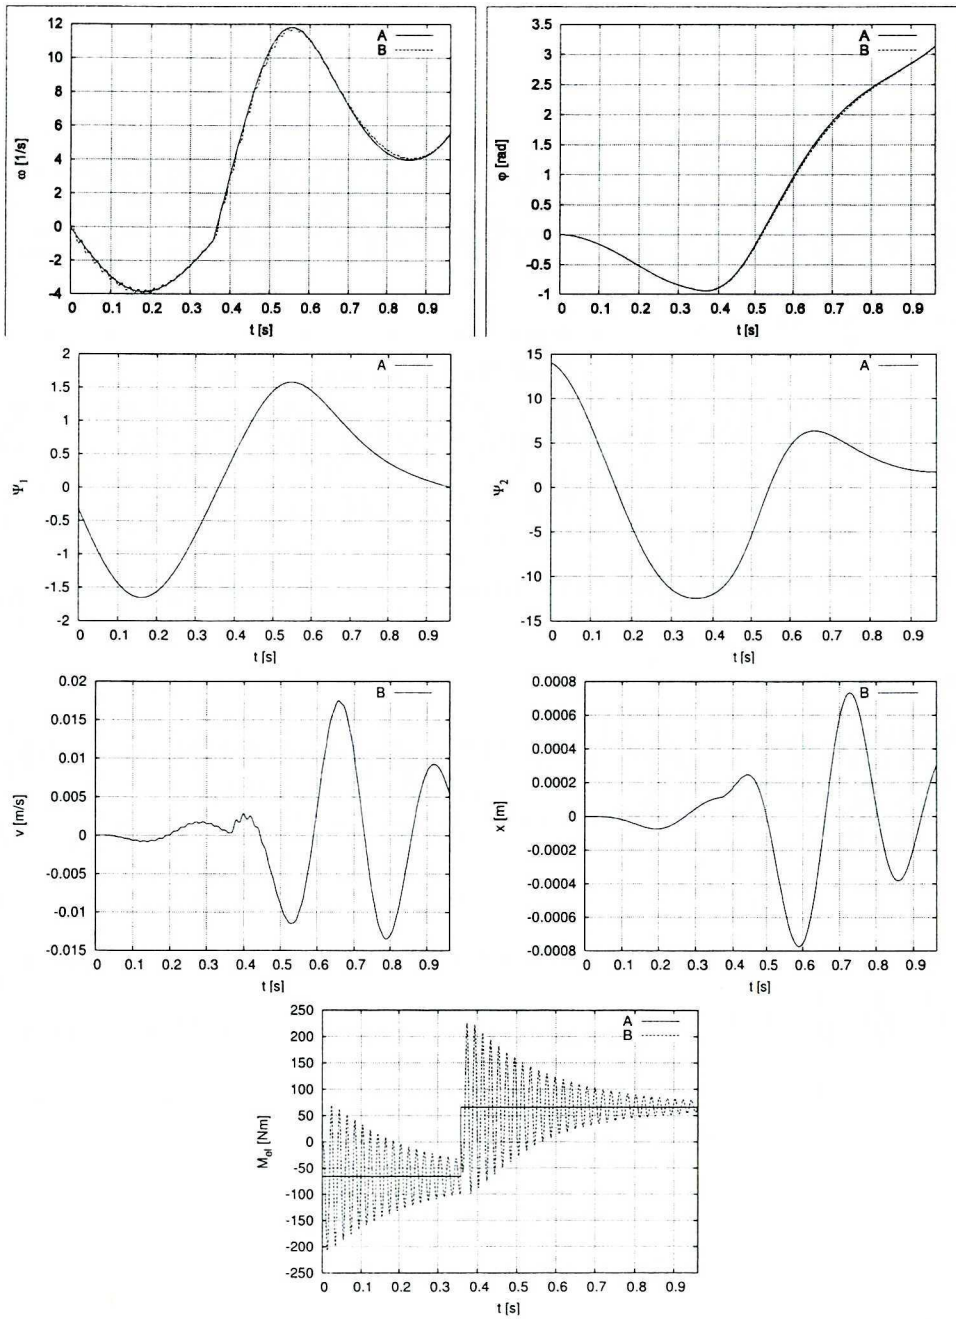 12
10
8
6
4
2
0
-2
-4
ω [1/s]
A
B
0 0.1 0.2 0.3 0.4 0.5 0.6 0.7 0.8 0.9
t [s]
3.5
3
2.5
2
1.5
1
0.5
0
-0.5
-1
φ [rad]
A
B
0 0.1 0.2 0.3 0.4 0.5 0.6 0.7 0.8 0.9
t [s]
2
1.5
1
0.5
0
-0.5
-1
-1.5
-2
Ψ1
A
0 0.1 0.2 0.3 0.4 0.5 0.6 0.7 0.8 0.9
t [s]
15
10
5
0
-5
-10
-15
Ψ2
A
0 0.1 0.2 0.3 0.4 0.5 0.6 0.7 0.8 0.9
t [s]
0.02
0.015
0.01
0.005
0
-0.005
-0.01
-0.015
v [m/s]
B
0 0.1 0.2 0.3 0.4 0.5 0.6 0.7 0.8 0.9
t [s]
0.0008
0.0006
0.0004
0.0002
0
-0.0002
-0.0004
-0.0006
-0.0008
x [m]
B
0 0.1 0.2 0.3 0.4 0.5 0.6 0.7 0.8 0.9
t [s]
250
200
150
100
50
0
-50
-100
-150
-200
-250
Mel [Nm]
A
B
0 0.1 0.2 0.3 0.4 0.5 0.6 0.7 0.8 0.9
t [s]